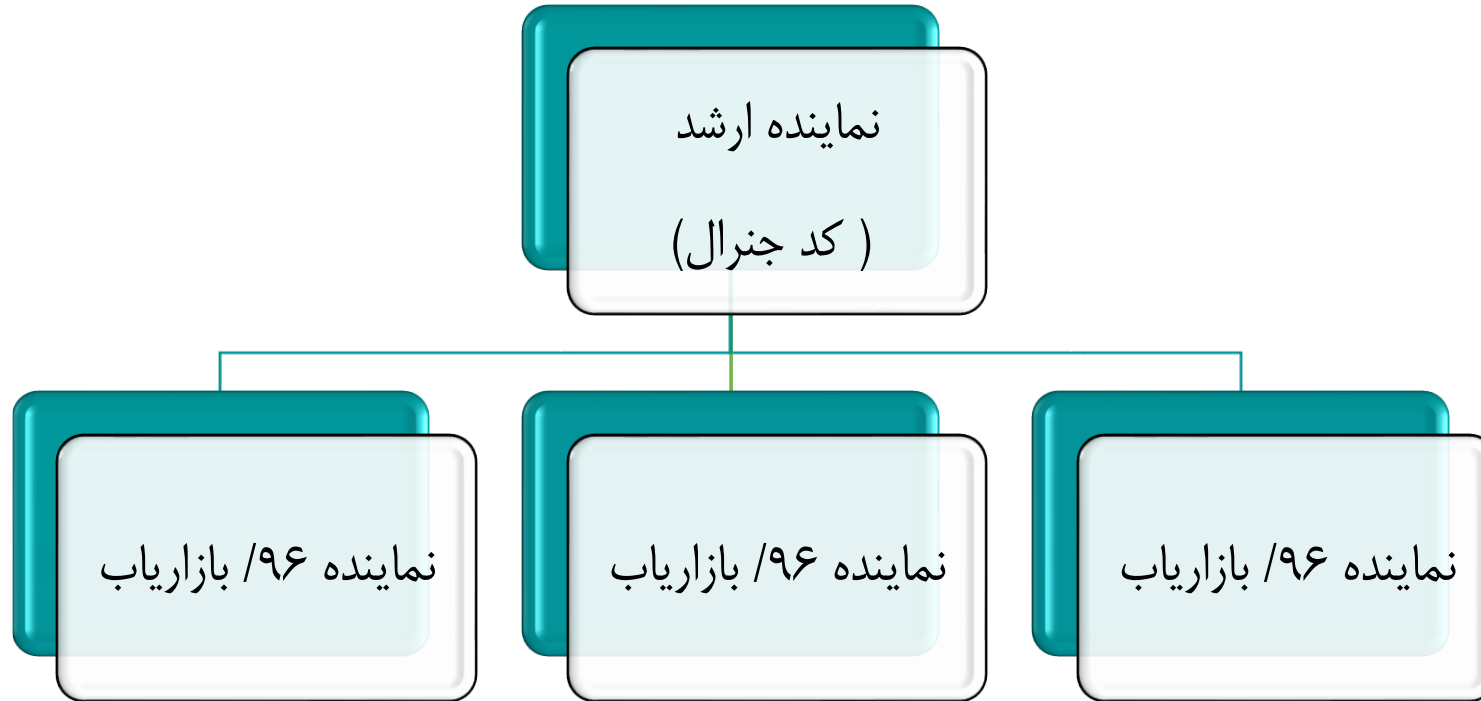 نماینده ارشد
( کد جنرال)
نماینده ۹۶/ بازاریاب
نماینده ۹۶/ بازاریاب
نماینده ۹۶/ بازاریاب